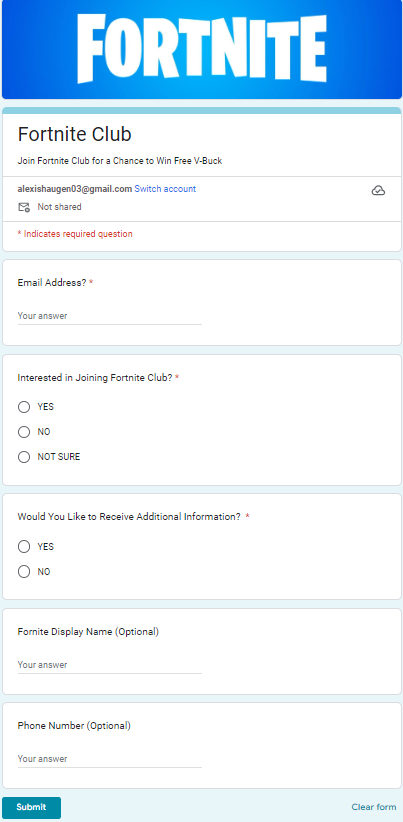 FORTNITE
Fortnite Club
Join Fortnite Club for a Chance to Win Free V-Buck
alexishaugen03@gmail.com Switch account
Not shared
* Indicates required question
Email Address? *
Your answer
Interested in Joining Fortnite Club? *
YES
NO
NOT SURE
Would You Like to Receive Additional Information? *
YES
NO
Fornite Display Name (Optional)
Your answer
Phone Number (Optional)
Your answer
Submit Clear form